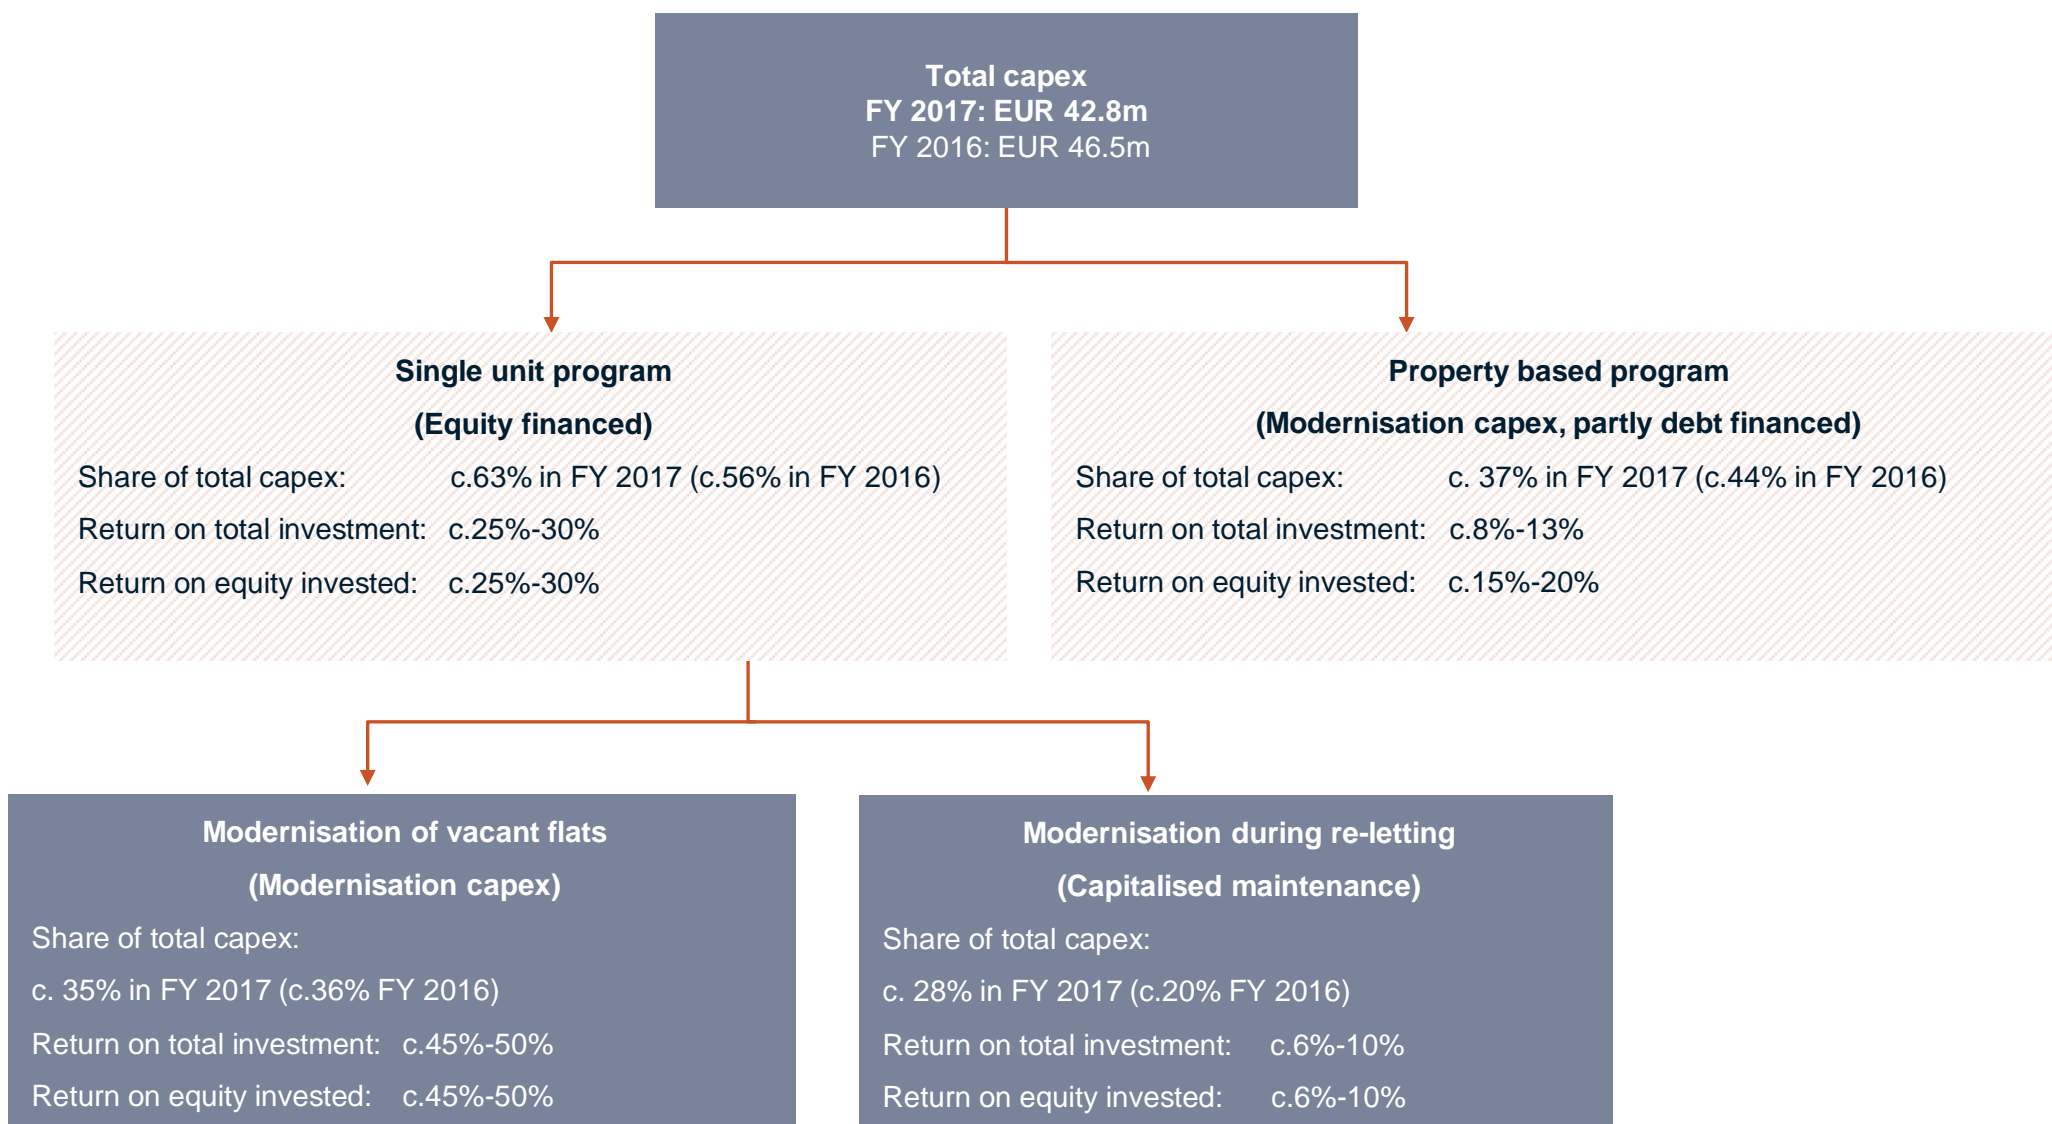 Total capex
FY 2017: EUR 42.8m
FY 2016: EUR 46.5m
Single unit program
(Equity financed)
Share of total capex: c.63% in FY 2017 (c.56% in FY 2016)
Return on total investment: c.25%-30%
Return on equity invested: c.25%-30%
Property based program
(Modernisation capex, partly debt financed)
Share of total capex: c. 37% in FY 2017 (c.44% in FY 2016)
Return on total investment: c.8%-13%
Return on equity invested: c.15%-20%
Modernisation of vacant flats
(Modernisation capex)
Share of total capex:
c. 35% in FY 2017 (c.36% FY 2016)
Return on total investment: c.45%-50%
Return on equity invested: c.45%-50%
Modernisation during re-letting
(Capitalised maintenance)
Share of total capex:
c. 28% in FY 2017 (c.20% FY 2016)
Return on total investment: c.6%-10%
Return on equity invested: c.6%-10%